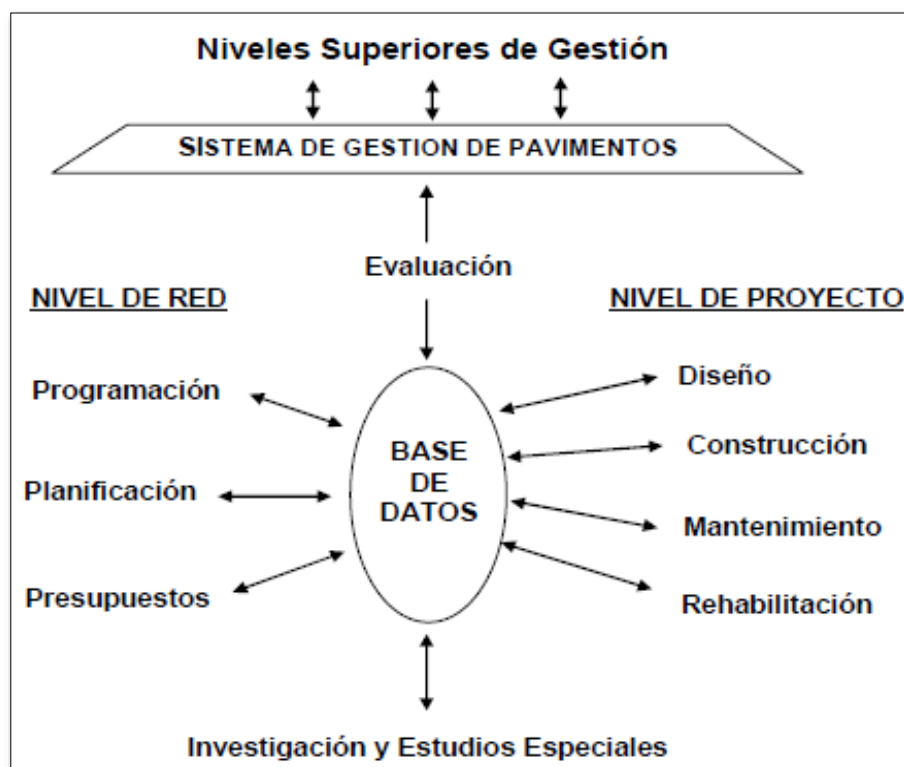 Niveles Superiores de Gestión
SISTEMA DE GESTION DE PAVIMENTOS
Evaluación
NIVEL DE RED
NIVEL DE PROYECTO
Programación
Planificación
Presupuestos
BASE
DE
DATOS
Diseño
Construcción
Mantenimiento
Rehabilitación
Investigación y Estudios Especiales